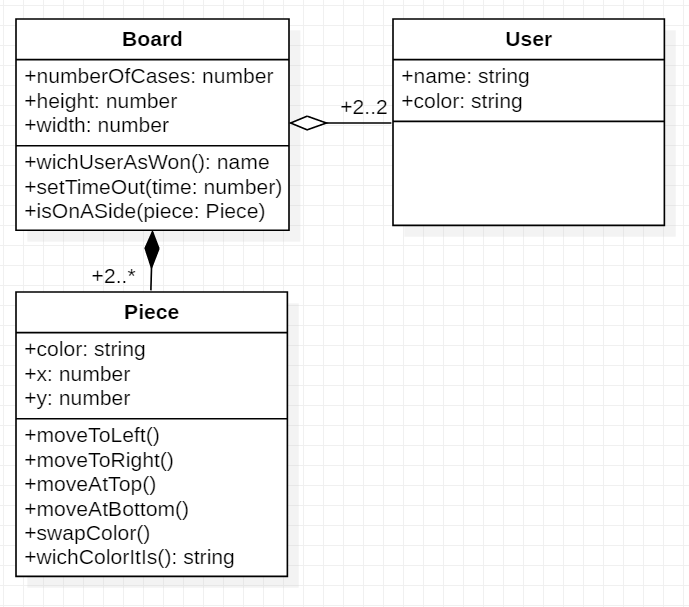 Board
+numberOfCases: number
+height: number
+width: number
+wichUserAsWon(): name
+setTimeOut(time: number)
+isOnASide(piece: Piece)
+2..2
User
+name: string
+color: string
+2..*
Piece
+color: string
+x: number
+y: number
+moveToLeft()
+moveToRight()
+moveAtTop()
+moveAtBottom()
+swapColor()
+wichColorItIs(): string